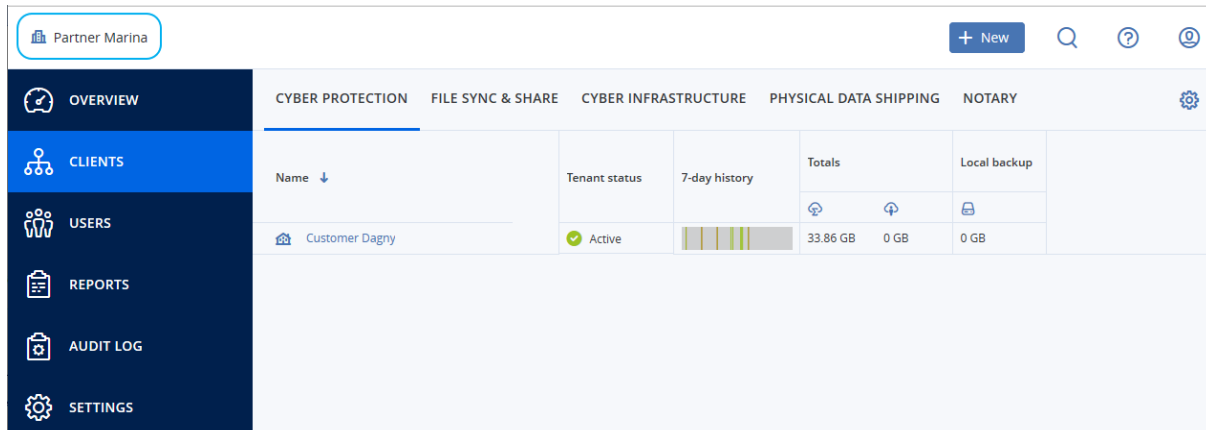 Partner Marina
+ New
OVERVIEW
CLIENTS
USERS
REPORTS
AUDIT LOG
SETTINGS
CYBER PROTECTION FILE SYNC & SHARE CYBER INFRASTRUCTURE PHYSICAL DATA SHIPPING NOTARY
Name Tenant status 7-day history Totals Local backup
Customer Dagny Active 33.86 GB 0 GB 0 GB